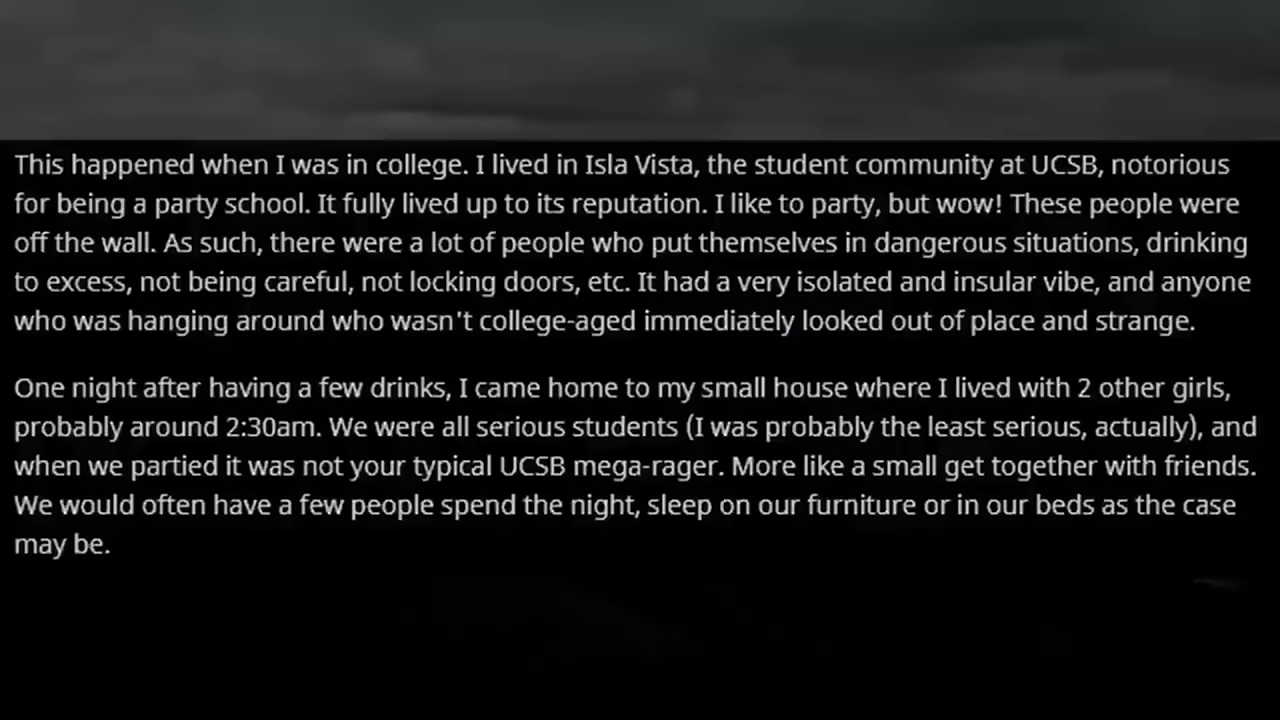 This happened when I was in college. I lived in Isla Vista, the student community at UCSB, notorious
for being a party school. It fully lived up to its reputation. I like to party, but wow! These people were
off the wall. As such, there were a lot of people who put themselves in dangerous situations, drinking
to excess, not being careful, not locking doors, etc. It had a very isolated and insular vibe, and anyone
who was hanging around who wasn't college-aged immediately looked out of place and strange.
One night after having a few drinks, I came home to my small house where I lived with 2 other girls,
probably around 2:30am. We were all serious students (I was probably the least serious, actually), and
when we partied it was not your typical UCSB mega-rager. More like a small get together with friends.
We would often have a few people spend the night, sleep on our furniture or in our beds as the case
may be.